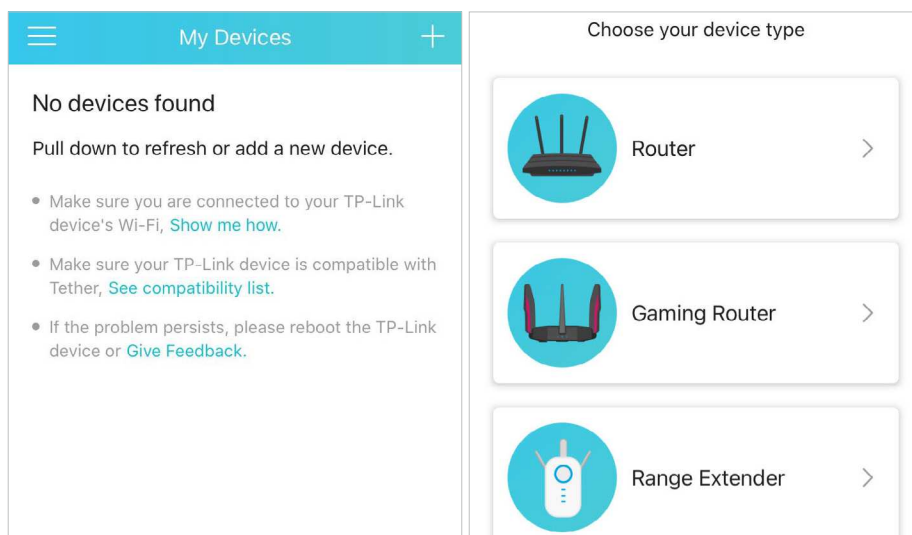 My Devices
No devices found
Pull down to refresh or add a new device.
Make sure you are connected to your TP-Link
device's Wi-Fi, Show me how.
Make sure your TP-Link device is compatible with
Tether, See compatibility list.
If the problem persists, please reboot the TP-Link
device or Give Feedback.
Choose your device type
Router
Gaming Router
Range Extender